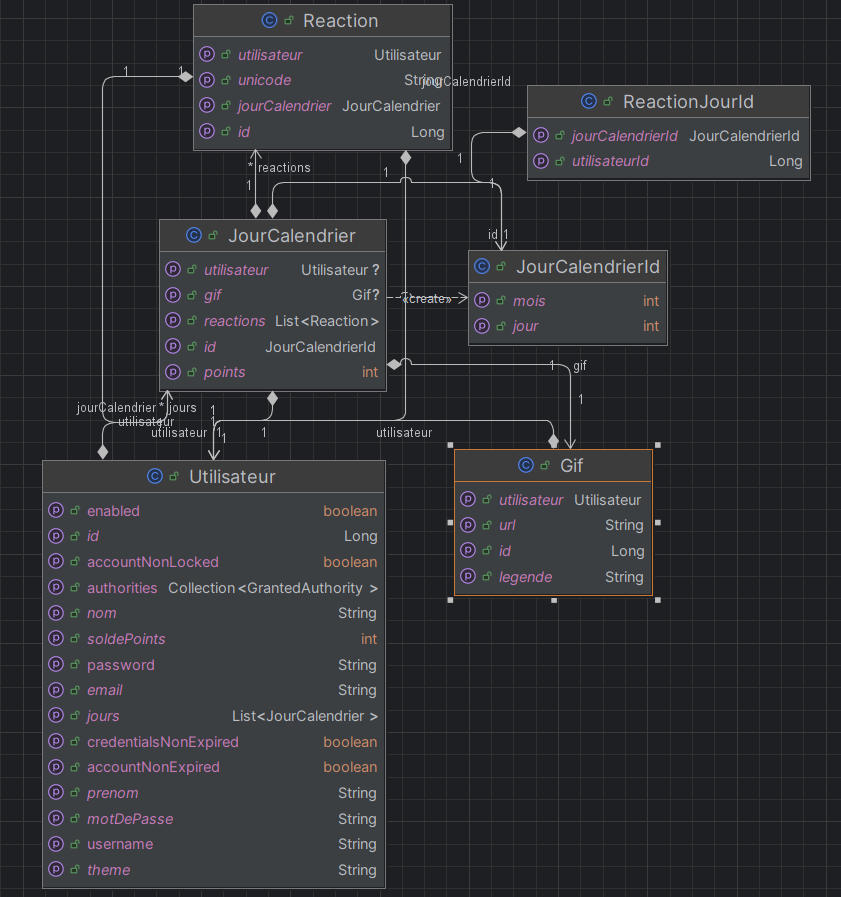 Reaction
utilisateur Utilisateur
unicode String
jourCalendrier JourCalendrier
id Long
jourCalendrierId
ReactionJourId
jourCalendrierId JourCalendrierId
utilisateurId Long
1 1
1
1
* reactions
1
1
id 1
JourCalendrier
utilisateur Utilisateur ?
gif Gif?
reactions List<Reaction>
id JourCalendrierId
points int
«create»
JourCalendrierId
mois int
jour int
1 gif
1
jourCalendrier * jours
1
utilisateur 1
utilisateur 1 1
1
utilisateur
Utilisateur
enabled boolean
id Long
accountNonLocked boolean
authorities Collection<GrantedAuthority >
nom String
soldePoints int
password String
email String
jours List<JourCalendrier >
credentialsNonExpired boolean
accountNonExpired boolean
prenom String
motDePasse String
username String
theme String
Gif
utilisateur Utilisateur
url String
id Long
legende String